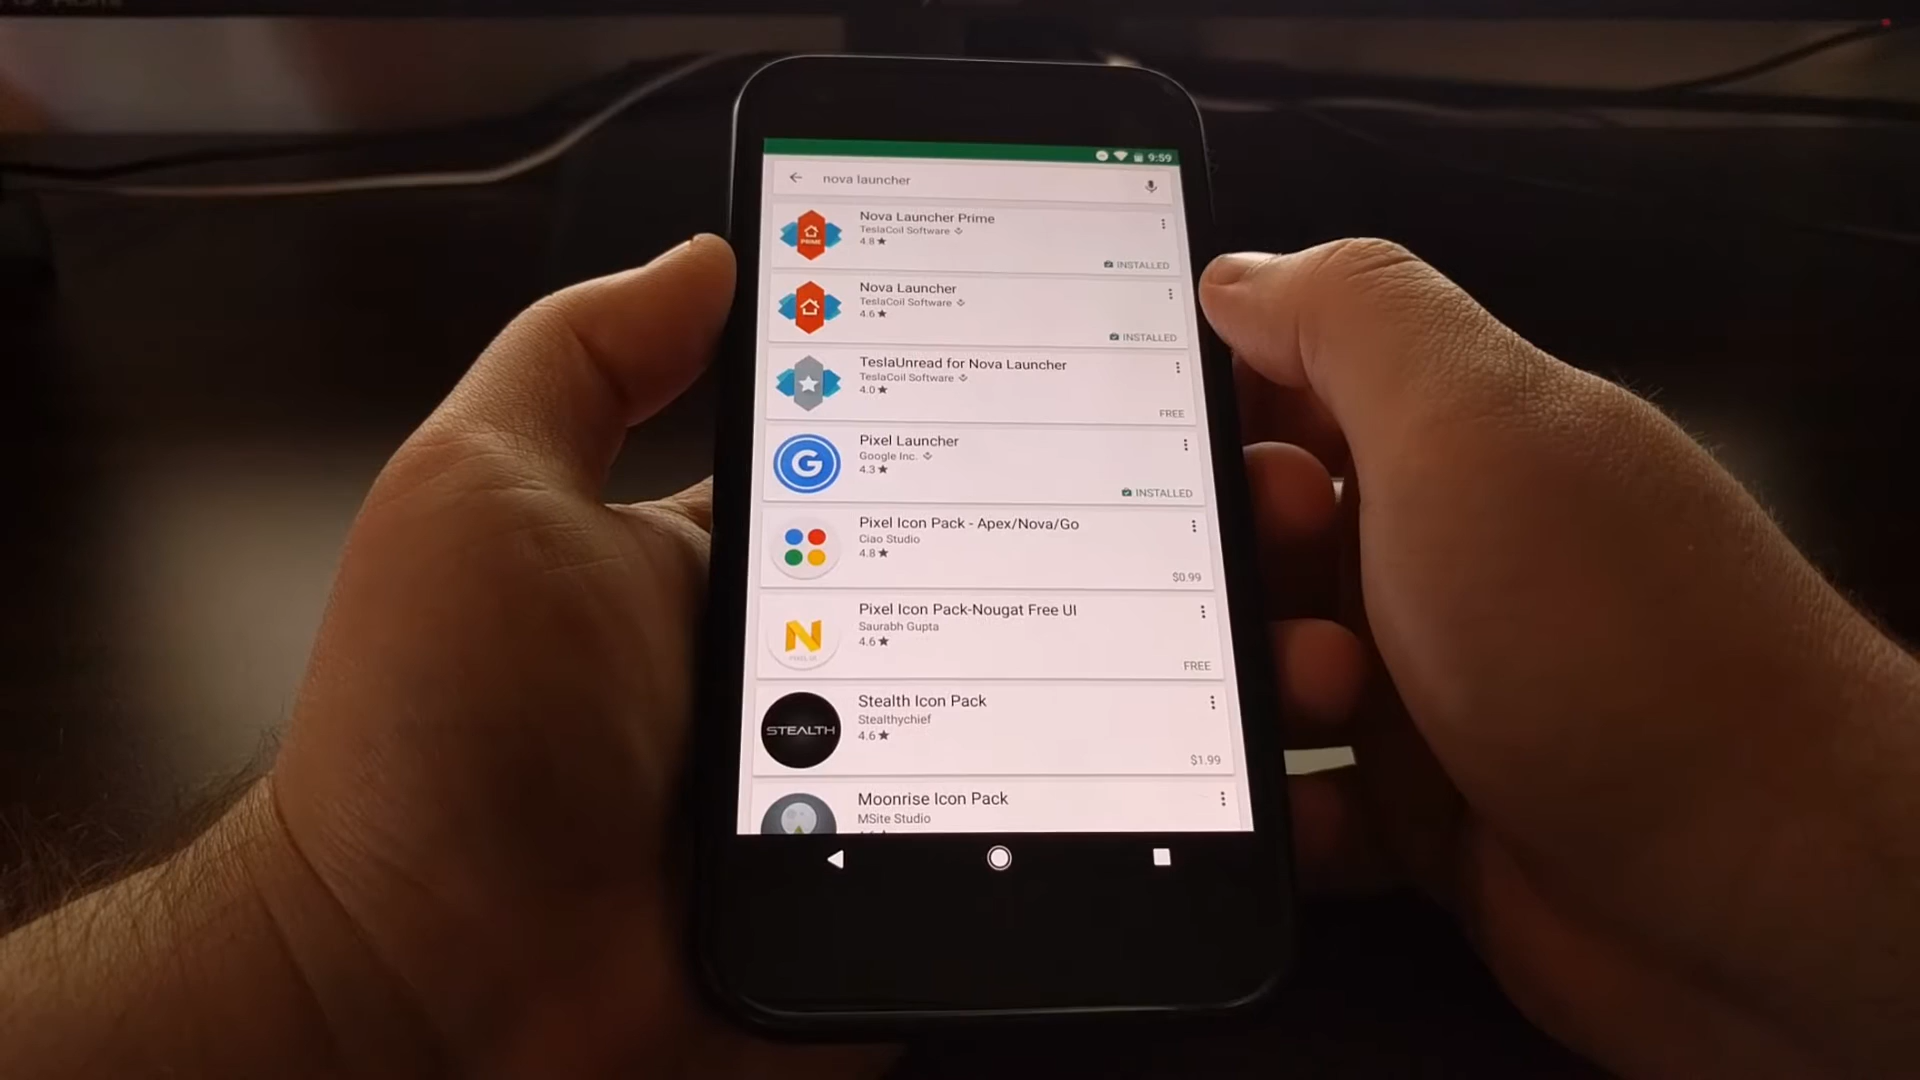 9:59
nova launcher
Nova Launcher Prime
TeslaCoil Software
4.8★
PRIME
INSTALLED
Nova Launcher
TeslaCoil Software
4.6★
INSTALLED
TeslaUnread for Nova Launcher
TeslaCoil Software
4.0★
FREE
Pixel Launcher
Google Inc.
4.3★
G
INSTALLED
Pixel Icon Pack - Apex/Nova/Go
Ciao Studio
4.8★
$0.99
Pixel Icon Pack-Nougat Free UI
Saurabh Gupta
4.6★
N
PIXEL UI
FREE
Stealth Icon Pack
Stealthychief
STEALTH
4.6★
$1.99
Moonrise Icon Pack
MSite Studio